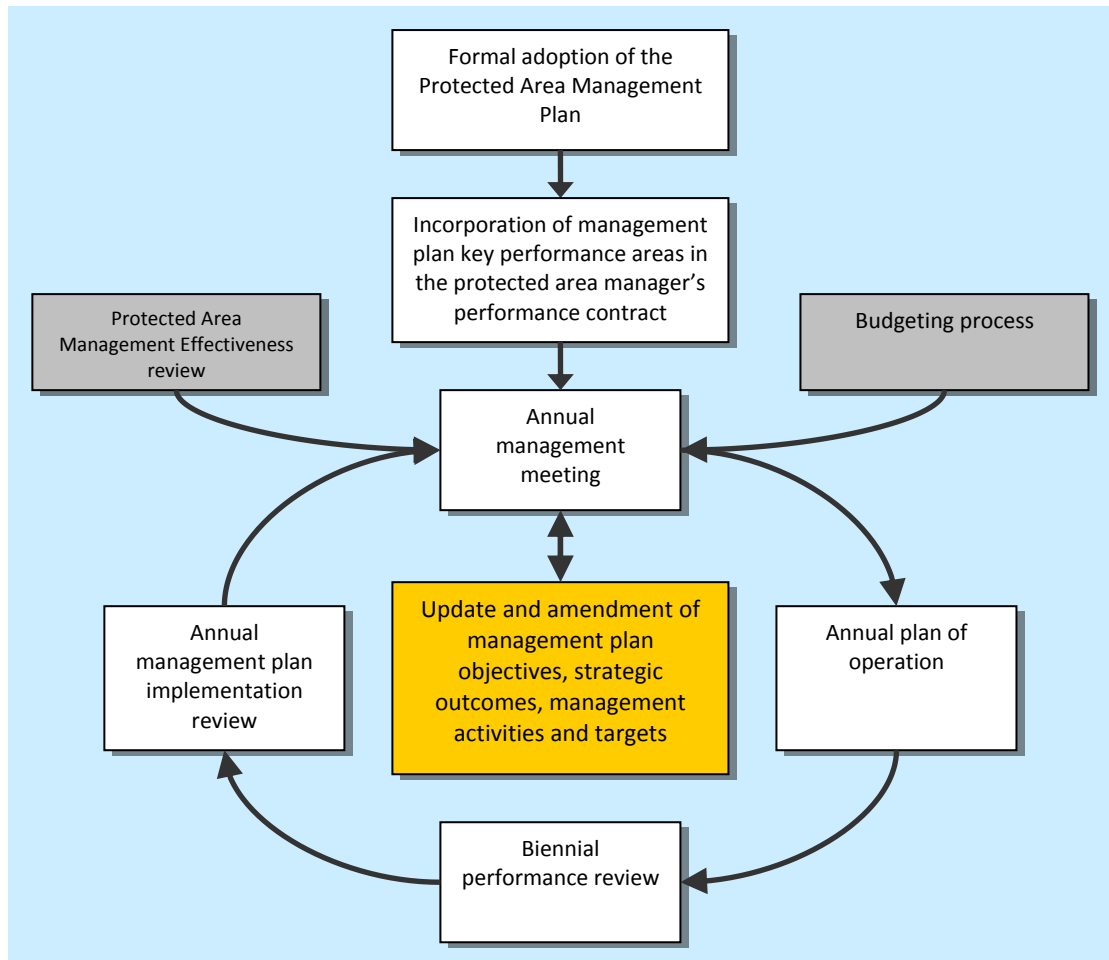 Formal adoption of the
Protected Area Management
Plan
Incorporation of management
plan key performance areas in
the protected area manager’s
performance contract
Protected Area
Management Effectiveness
review
Budgeting process
Annual
management
meeting
Annual
management plan
implementation
review
Update and amendment of
management plan
objectives, strategic
outcomes, management
activities and targets
Annual plan of
operation
Biennial
performance review